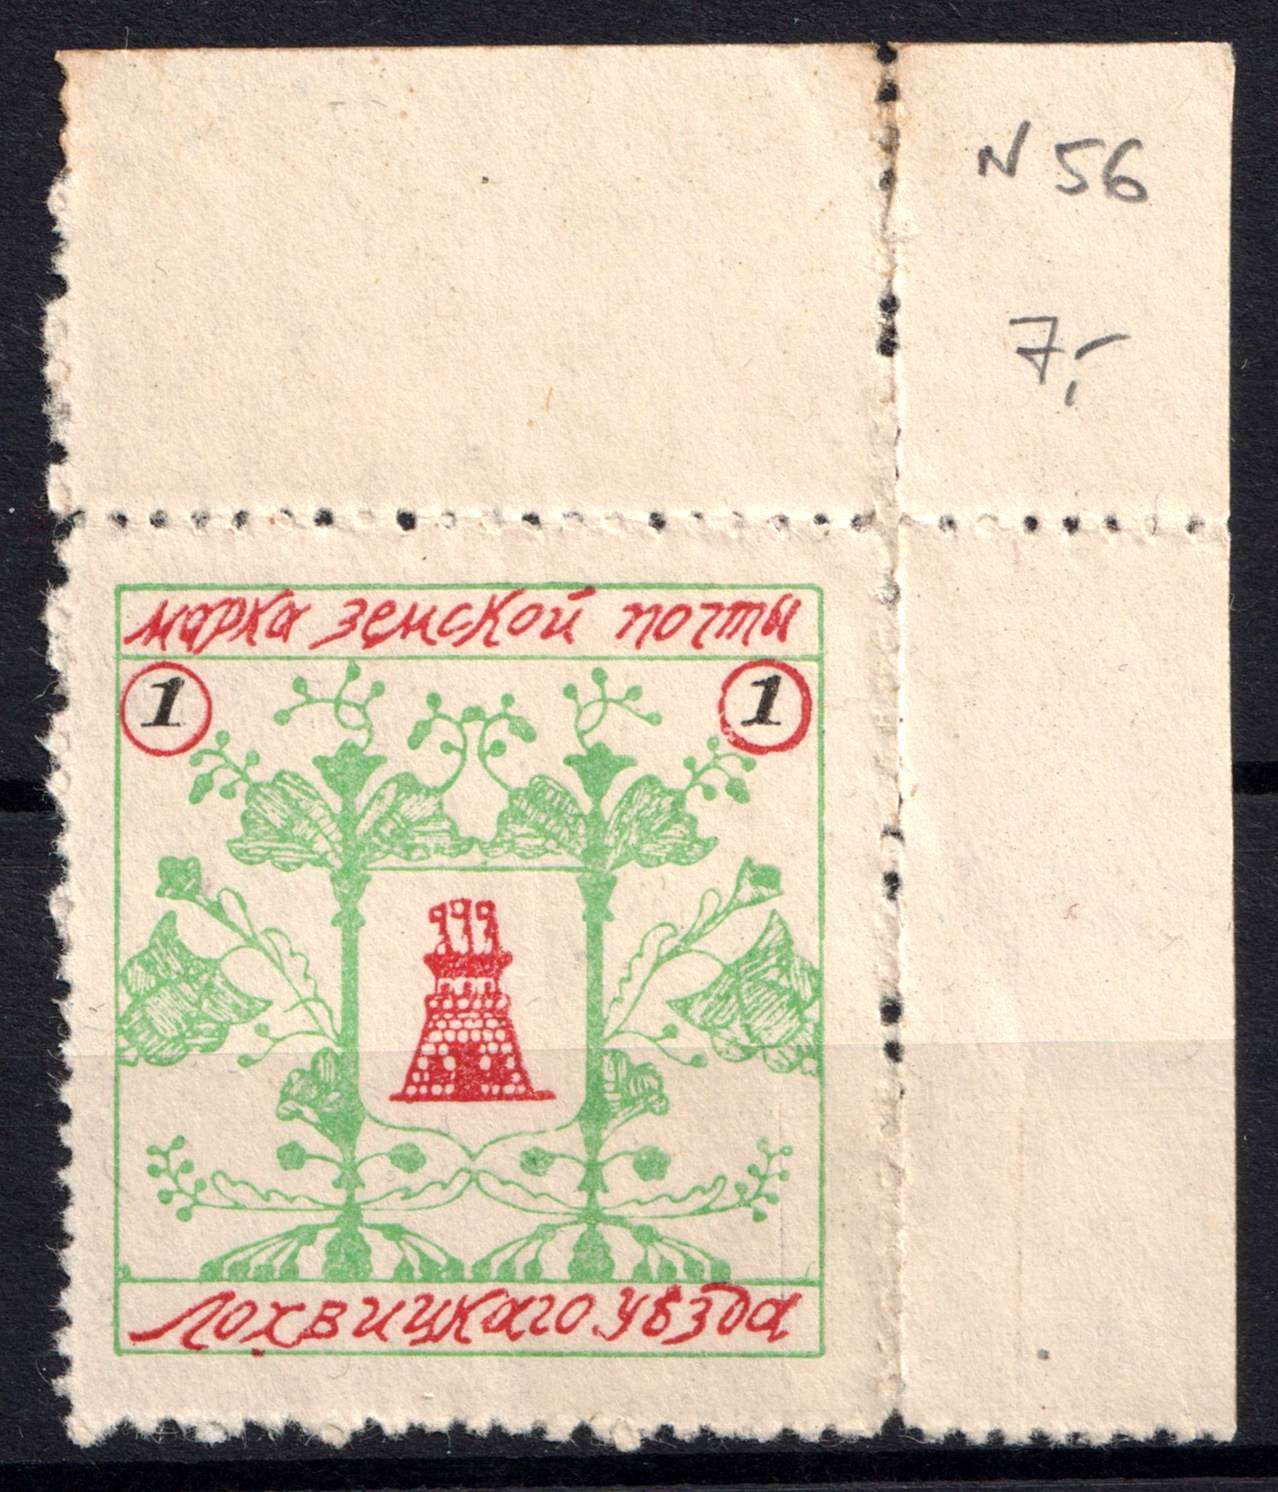 N 56
7,-
марка земской почты
1 1
Лохвицкаго уѣзда